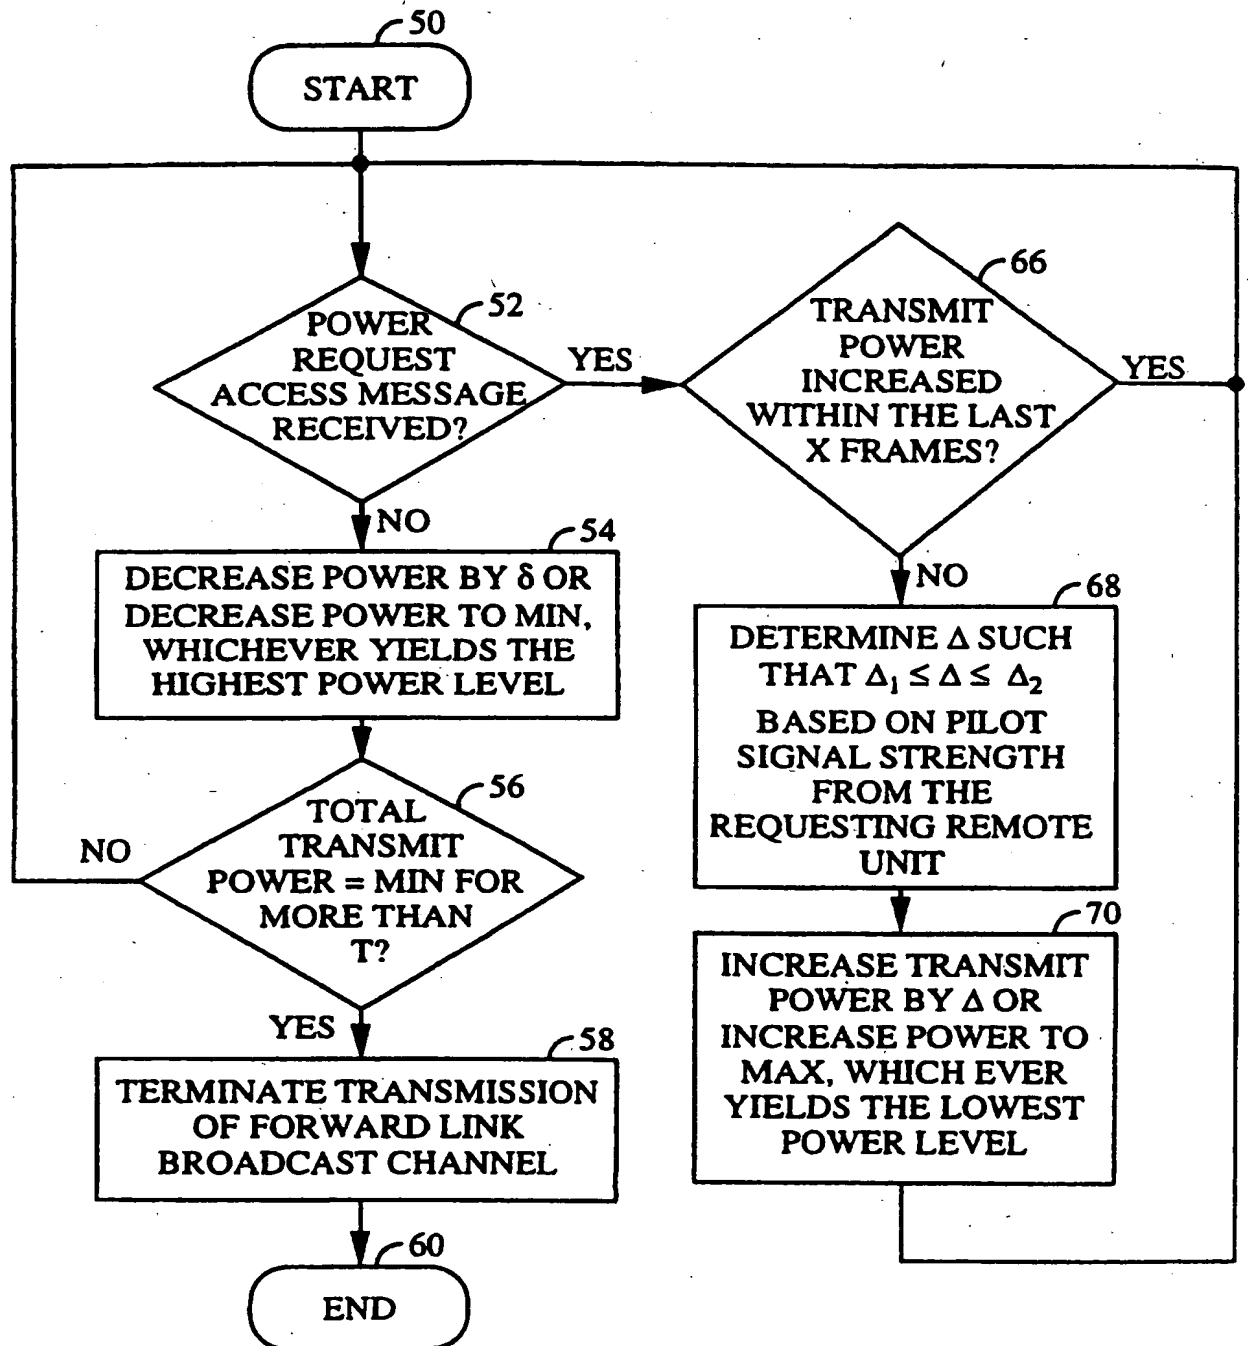 50
START
52
POWER
REQUEST
ACCESS MESSAGE
RECEIVED?
YES
NO
66
TRANSMIT
POWER
INCREASED
WITHIN THE LAST
X FRAMES?
YES
NO
54
DECREASE POWER BY δ OR
DECREASE POWER TO MIN,
WHICHEVER YIELDS THE
HIGHEST POWER LEVEL
56
TOTAL
TRANSMIT
POWER = MIN FOR
MORE THAN
T?
NO
YES
58
TERMINATE TRANSMISSION
OF FORWARD LINK
BROADCAST CHANNEL
60
END
68
DETERMINE Δ SUCH
THAT Δ₁ ≤ Δ ≤ Δ₂
BASED ON PILOT
SIGNAL STRENGTH
FROM THE
REQUESTING REMOTE
UNIT
70
INCREASE TRANSMIT
POWER BY Δ OR
INCREASE POWER TO
MAX, WHICH EVER
YIELDS THE LOWEST
POWER LEVEL